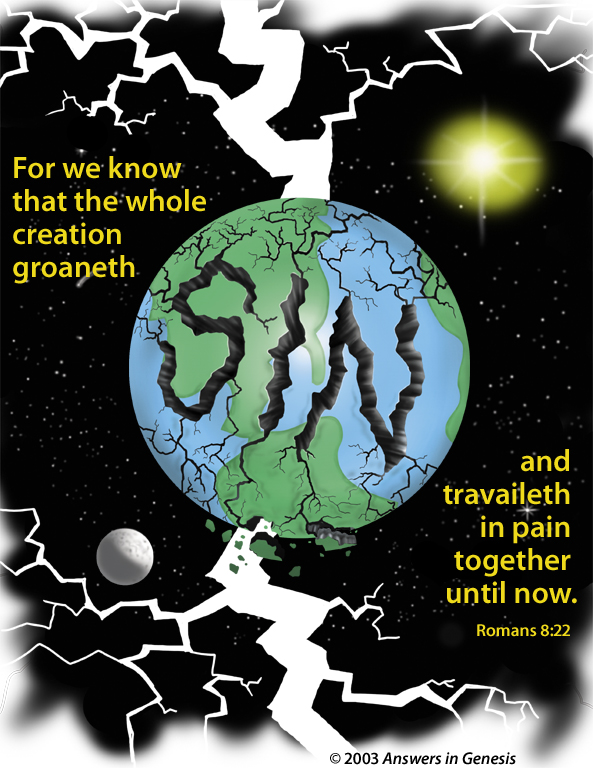 For we know
that the whole
creation
groaneth
SIN
and
travaileth
in pain
together
until now.
Romans 8:22
© 2003 Answers in Genesis